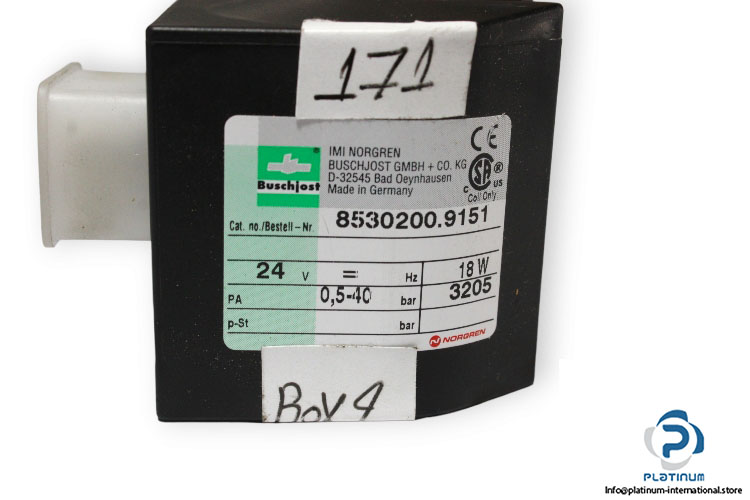 171
IMI NORGREN
BUSCHJOST GMBH + CO. KG
D-32545 Bad Oeynhausen
Made in Germany
Buschjost
®
CE
C SA US
Coil Only
Cat. no./Bestell-Nr. 8530200.9151
24 V = Hz 18 W
PA 0,5-40 bar 3205
p-St bar
NORGREN
Box 9
PLATINUM
Info@platinum-international.store